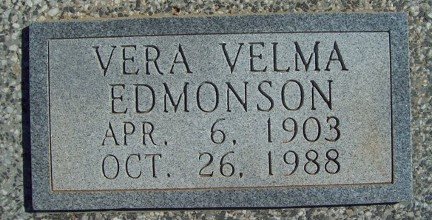 VERA VELMA
EDMONSON
APR. 6, 1903
OCT. 26, 1988